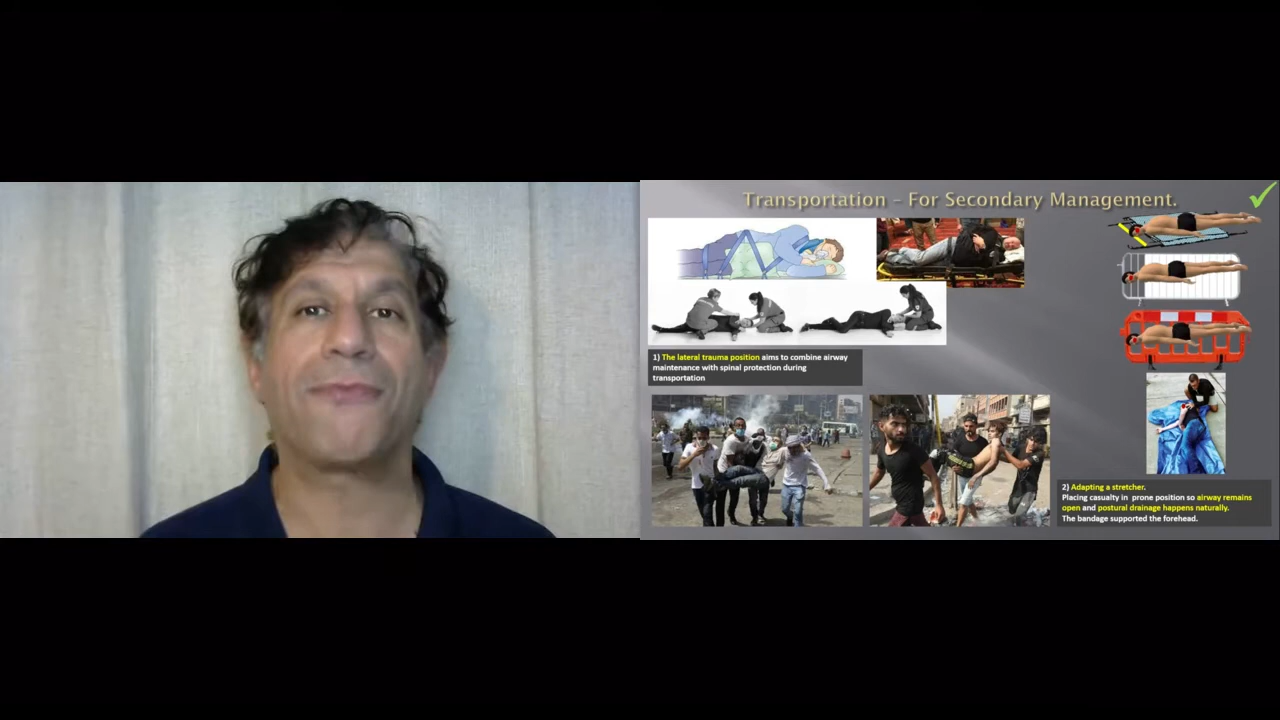 Transportation – For Secondary Management.
1) The lateral trauma position aims to combine airway
maintenance with spinal protection during
transportation
2) Adapting a stretcher.
Placing casualty in prone position so airway remains
open and postural drainage happens naturally.
The bandage supported the forehead.